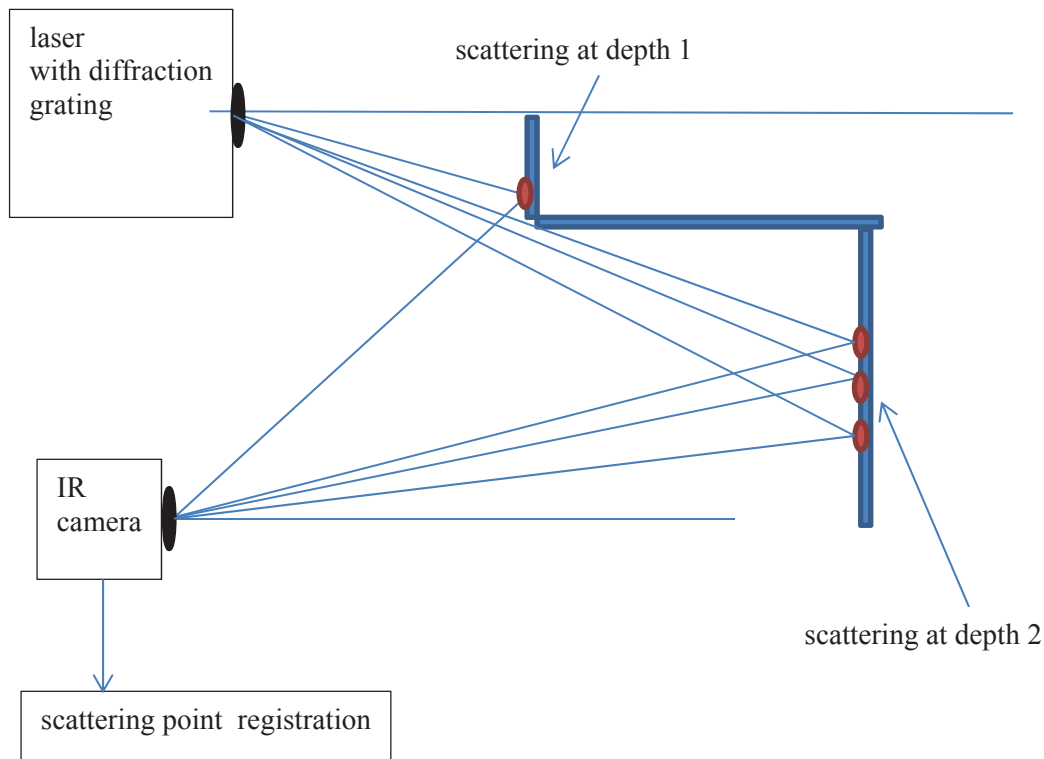 laser
with diffraction
grating
scattering at depth 1
IR
camera
scattering at depth 2
scattering point registration